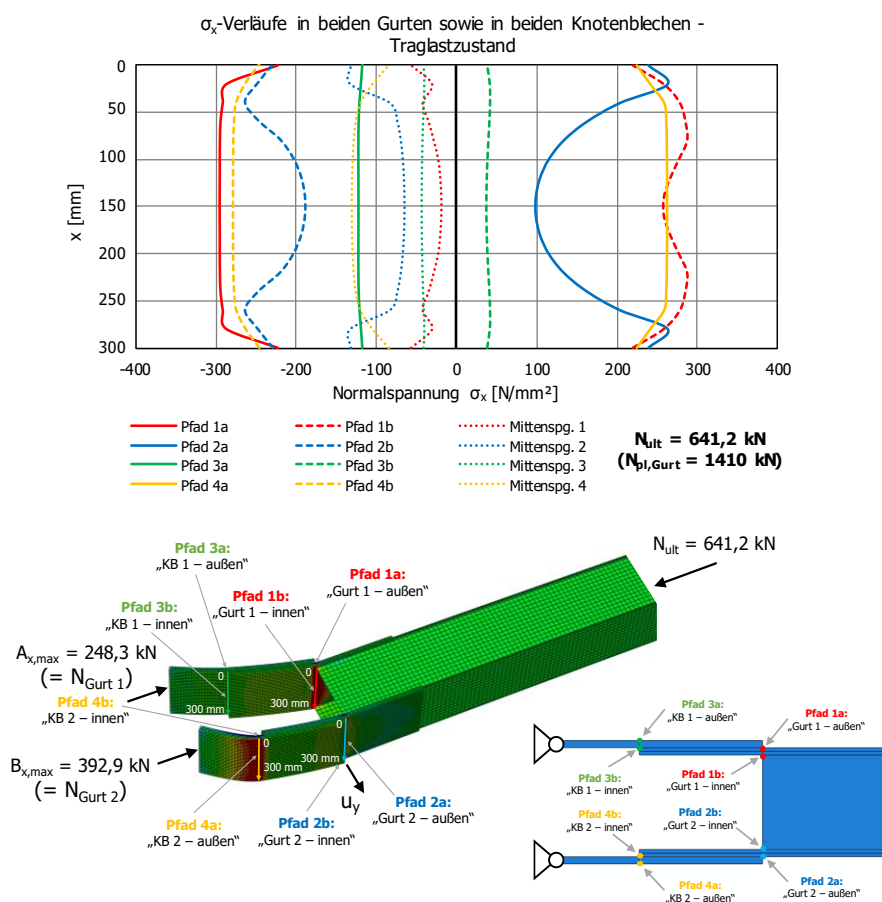 σx-Verläufe in beiden Gurten sowie in beiden Knotenblechen -
Traglastzustand
0
50
100
150
200
250
300
x [mm]
-400 -300 -200 -100 0 100 200 300 400
Normalspannung σx [N/mm²]
Pfad 1a Pfad 1b Mittenspg. 1
Pfad 2a Pfad 2b Mittenspg. 2
Pfad 3a Pfad 3b Mittenspg. 3
Pfad 4a Pfad 4b Mittenspg. 4
Nult = 641,2 kN
(Npl,Gurt = 1410 kN)
Nult = 641,2 kN
Pfad 3a:
„KB 1 – außen“
Pfad 1a:
„Gurt 1 – außen“
Pfad 1b:
„Gurt 1 – innen“
Pfad 3b:
„KB 1 – innen“
Ax,max = 248,3 kN
(= NGurt 1)
0
300 mm
0
300 mm
Pfad 4b:
„KB 2 – innen“
0
300 mm
0
300 mm
Bx,max = 392,9 kN
(= NGurt 2)
uy
Pfad 4a:
„KB 2 – außen“
Pfad 2b:
„Gurt 2 – innen“
Pfad 2a:
„Gurt 2 – außen“
Pfad 3a:
„KB 1 – außen“
Pfad 1a:
„Gurt 1 – außen“
Pfad 3b:
„KB 1 – innen“
Pfad 1b:
„Gurt 1 – innen“
Pfad 4b:
„KB 2 – innen“
Pfad 2b:
„Gurt 2 – innen“
Pfad 4a:
„KB 2 – außen“
Pfad 2a:
„Gurt 2 – außen“